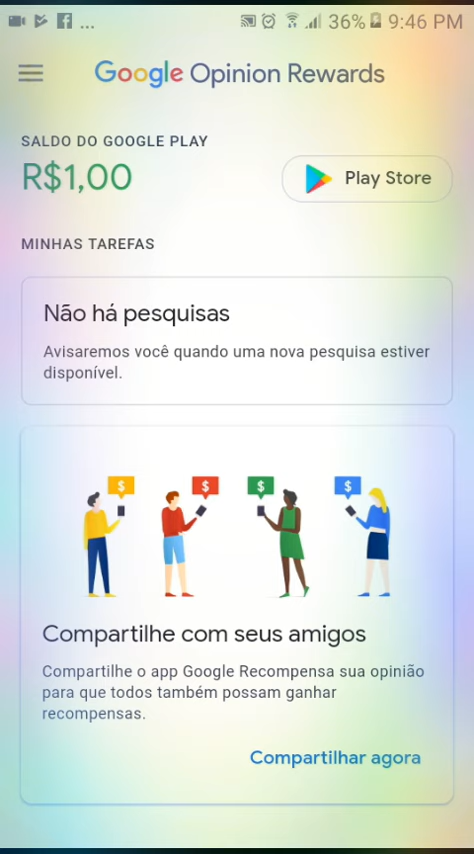 36% 9:46 PM
Google Opinion Rewards
SALDO DO GOOGLE PLAY
R$1,00
Play Store
MINHAS TAREFAS
Não há pesquisas
Avisaremos você quando uma nova pesquisa estiver
disponível.
$ $ $ $
Compartilhe com seus amigos
Compartilhe o app Google Recompensa sua opinião
para que todos também possam ganhar
recompensas.
Compartilhar agora